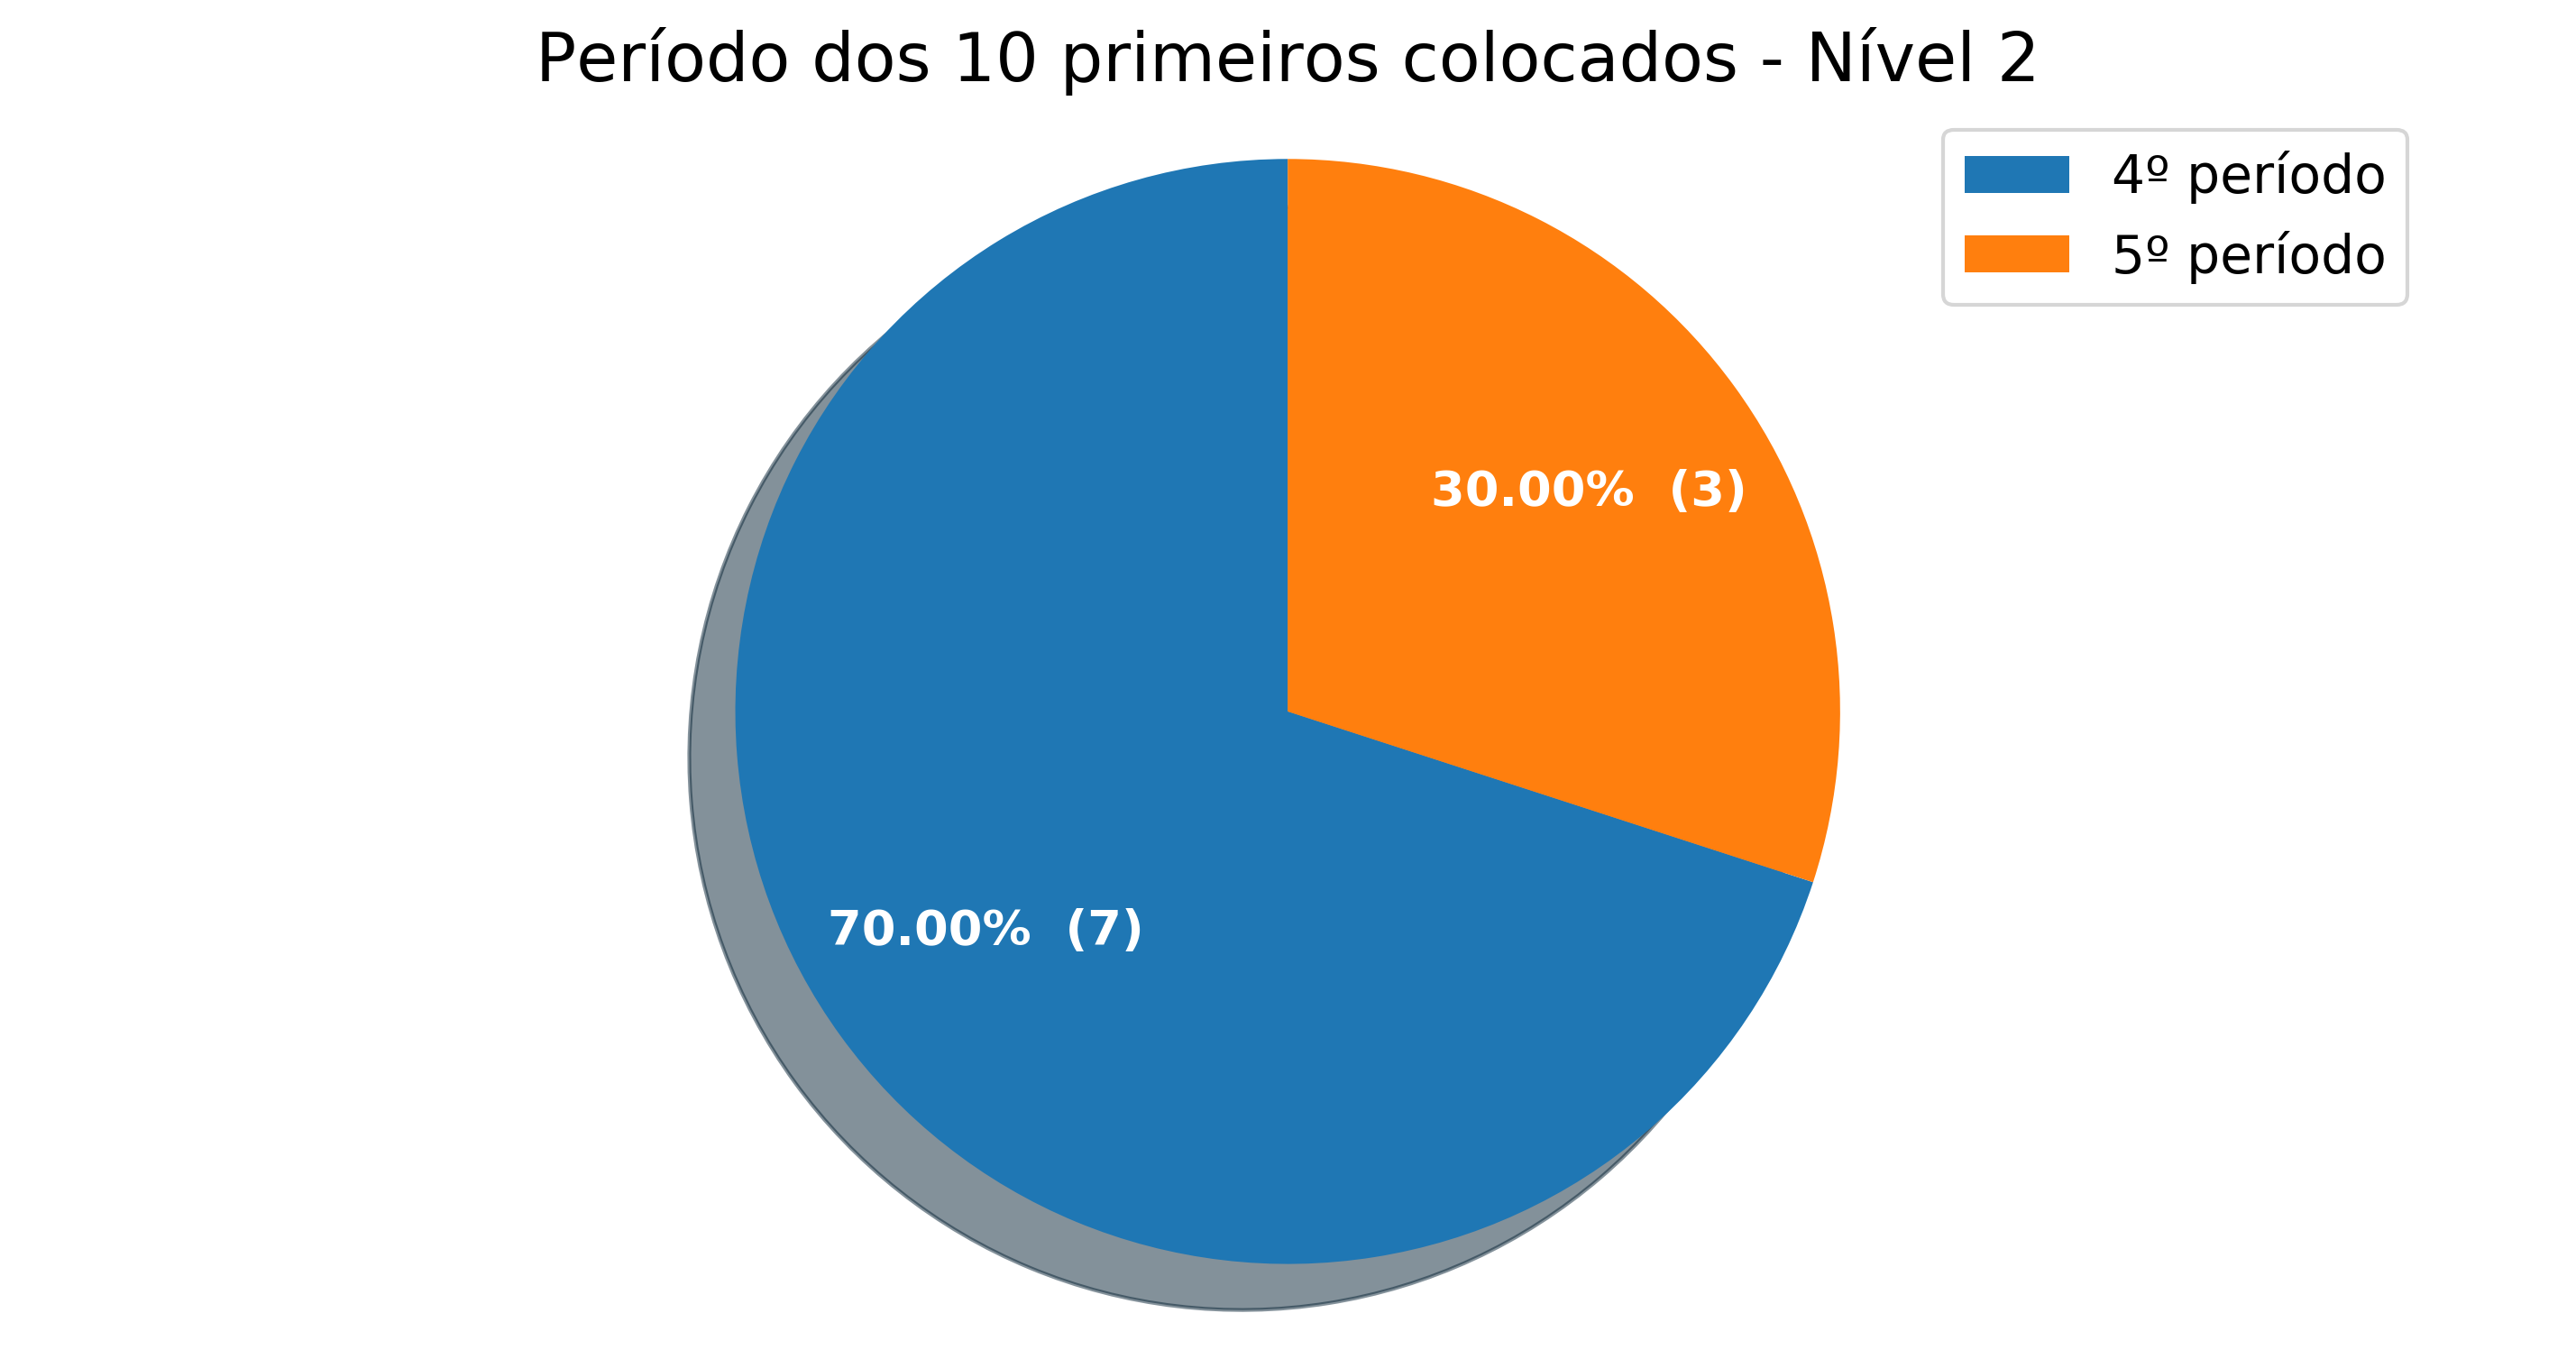 Período dos 10 primeiros colocados - Nível 2
4º período
5º período
30.00% (3)
70.00% (7)